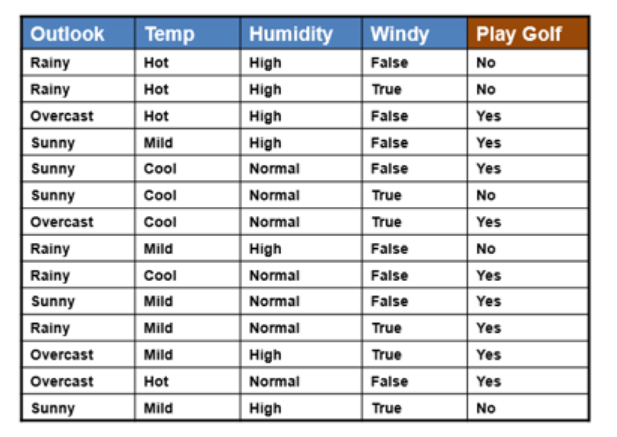 Outlook Temp Humidity Windy Play Golf
Rainy Hot High False No
Rainy Hot High True No
Overcast Hot High False Yes
Sunny Mild High False Yes
Sunny Cool Normal False Yes
Sunny Cool Normal True No
Overcast Cool Normal True Yes
Rainy Mild High False No
Rainy Cool Normal False Yes
Sunny Mild Normal False Yes
Rainy Mild Normal True Yes
Overcast Mild High True Yes
Overcast Hot Normal False Yes
Sunny Mild High True No